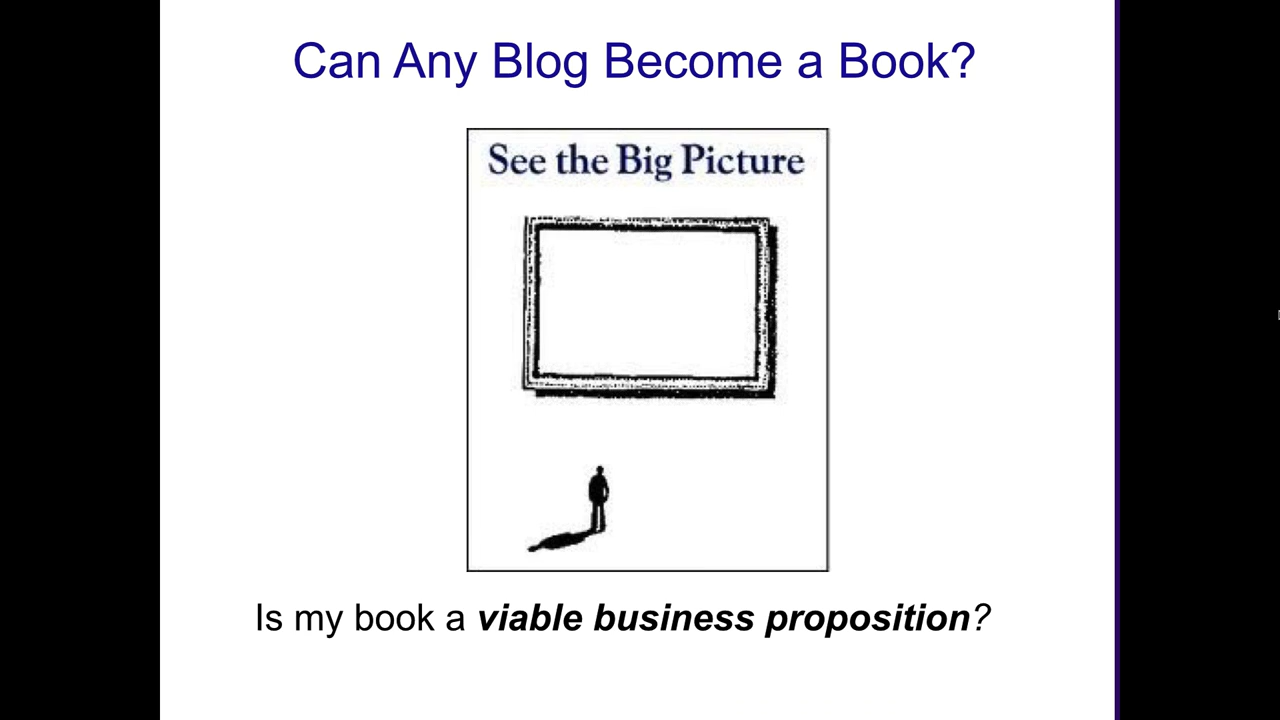 Can Any Blog Become a Book?
See the Big Picture
Is my book a viable business proposition?